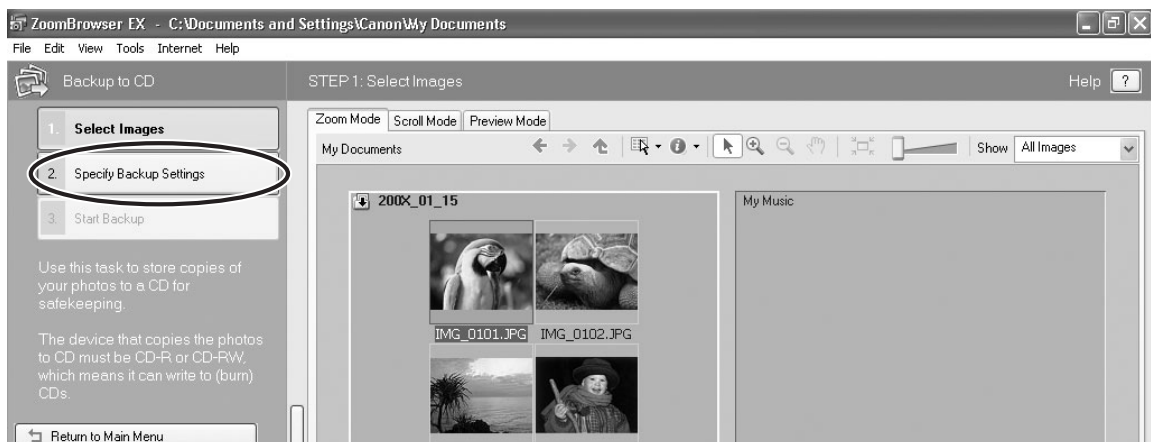 ZoomBrowser EX - C:\Documents and Settings\Canon\My Documents
File Edit View Tools Internet Help
Backup to CD
STEP 1: Select Images
Help ?
1. Select Images
2. Specify Backup Settings
3. Start Backup
Use this task to store copies of
your photos to a CD for
safekeeping.
The device that copies the photos
to CD must be CD-R or CD-RW,
which means it can write to (burn)
CDs.
Return to Main Menu
Zoom Mode Scroll Mode Preview Mode
My Documents
Show All Images
200X_01_15
IMG_0101.JPG IMG_0102.JPG
My Music